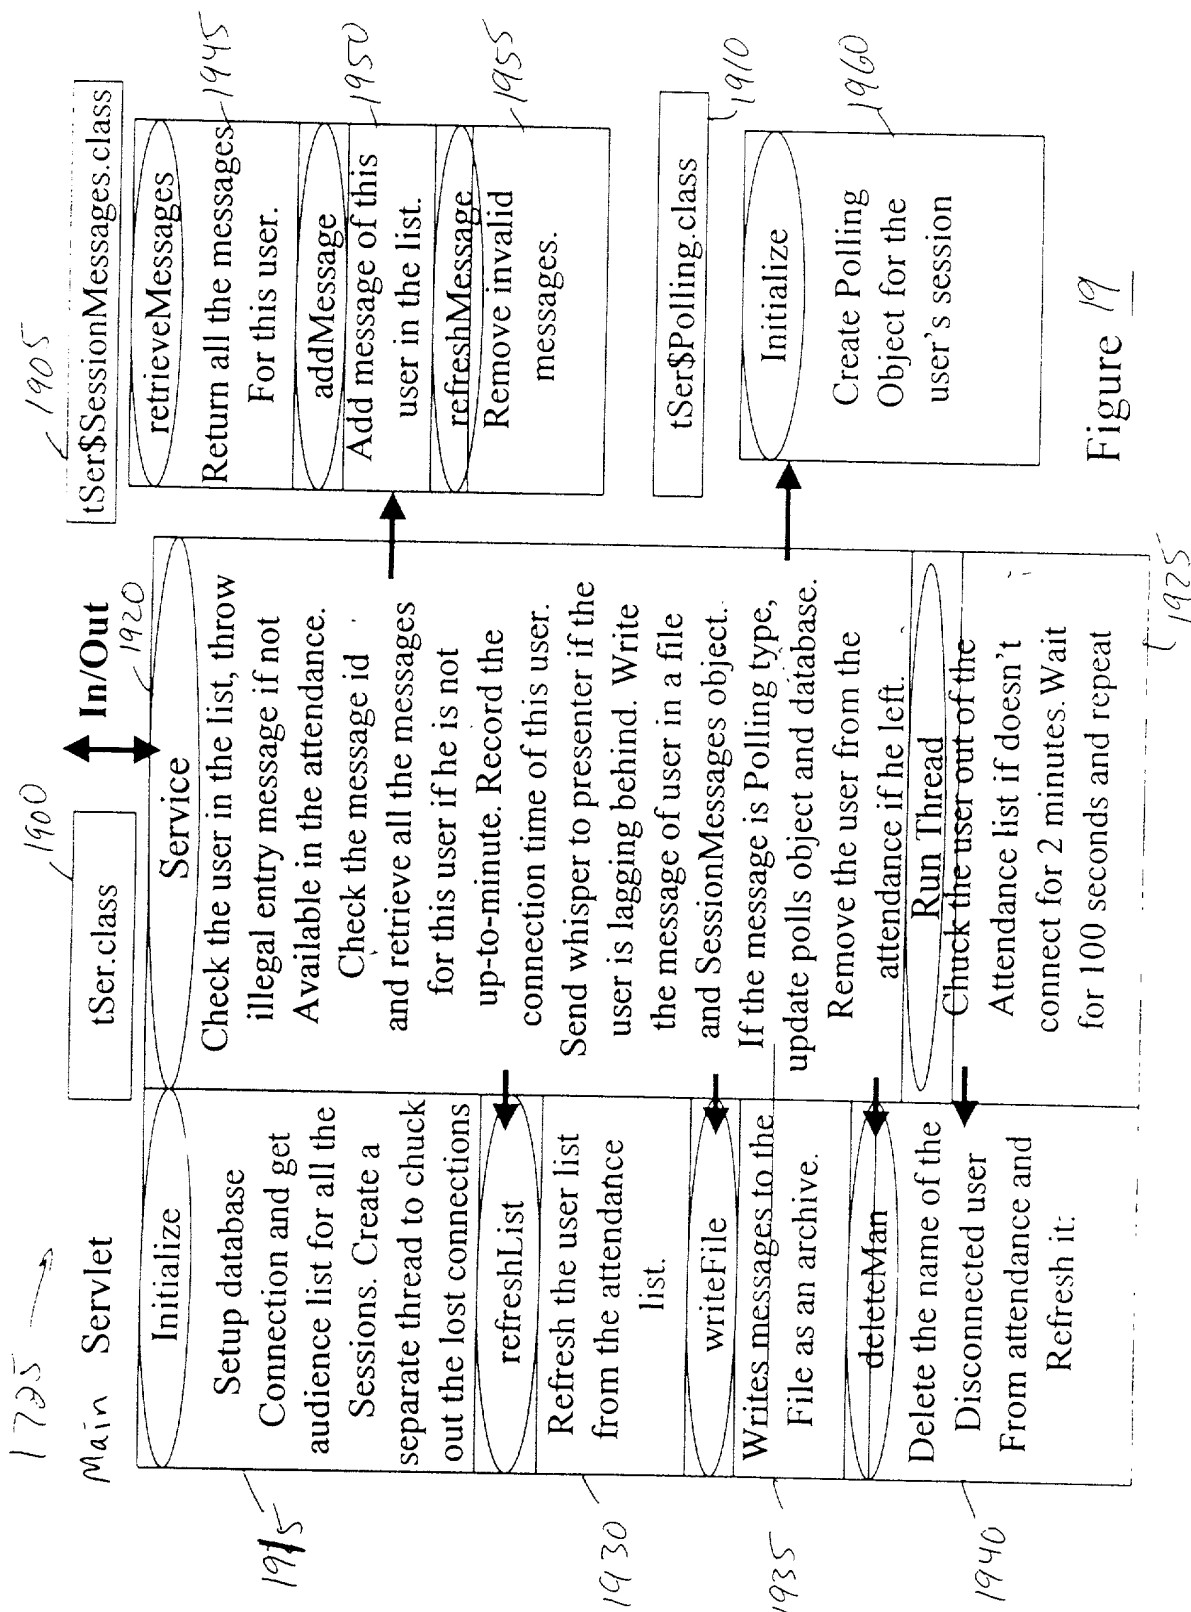 1725
Main Servlet
1900
tSer.class
In/Out
1920
1905
tSer$SessionMessages.class
Initialize
Setup database
Connection and get
audience list for all the
Sessions. Create a
separate thread to chuck
out the lost connections
1915
refreshList
Refresh the user list
from the attendance
list.
1930
writeFile
Writes messages to the
File as an archive.
1935
deleteMan
Delete the name of the
Disconnected user
From attendance and
Refresh it.
1940
Service
Check the user in the list, throw
illegal entry message if not
Available in the attendance.
Check the message id
and retrieve all the messages
for this user if he is not
up-to-minute. Record the
connection time of this user.
Send whisper to presenter if the
user is lagging behind. Write
the message of user in a file
and SessionMessages object.
If the message is Polling type,
update polls object and database.
Remove the user from the
attendance if he left.
Run Thread
Chuck the user out of the
Attendance list if doesn't
connect for 2 minutes. Wait
for 100 seconds and repeat
1925
retrieveMessages
Return all the messages
For this user.
1945
addMessage
Add message of this
user in the list.
1950
refreshMessage
Remove invalid
messages.
1955
tSer$Polling.class
1910
Initialize
Create Polling
Object for the
user's session
1960
Figure 19